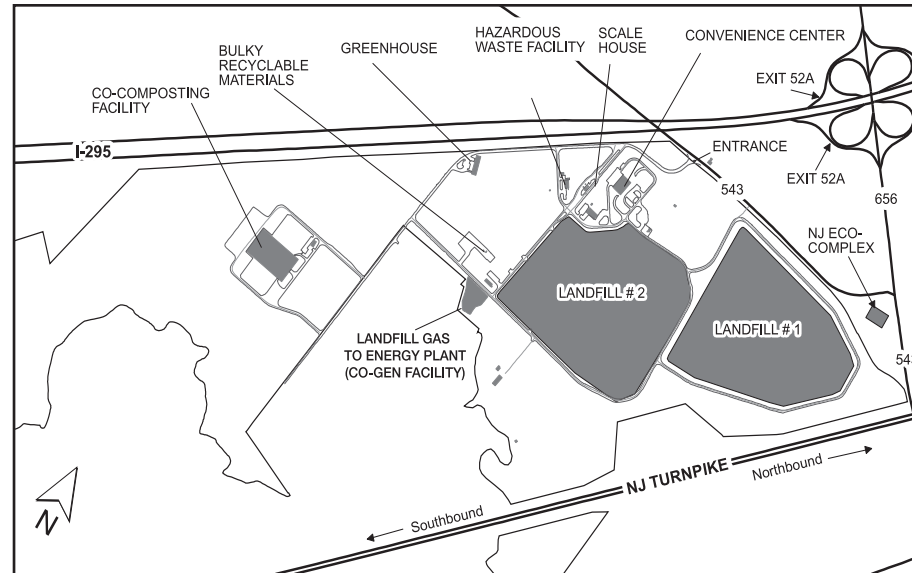 HAZARDOUS
WASTE FACILITY
SCALE
HOUSE
CONVENIENCE CENTER
BULKY
RECYCLABLE
MATERIALS
GREENHOUSE
CO-COMPOSTING
FACILITY
EXIT 52A
I-295
ENTRANCE
EXIT 52A
543
656
NJ ECO-
COMPLEX
LANDFILL # 2
LANDFILL # 1
LANDFILL GAS
TO ENERGY PLANT
(CO-GEN FACILITY)
543
NJ TURNPIKE
Northbound
Southbound
N